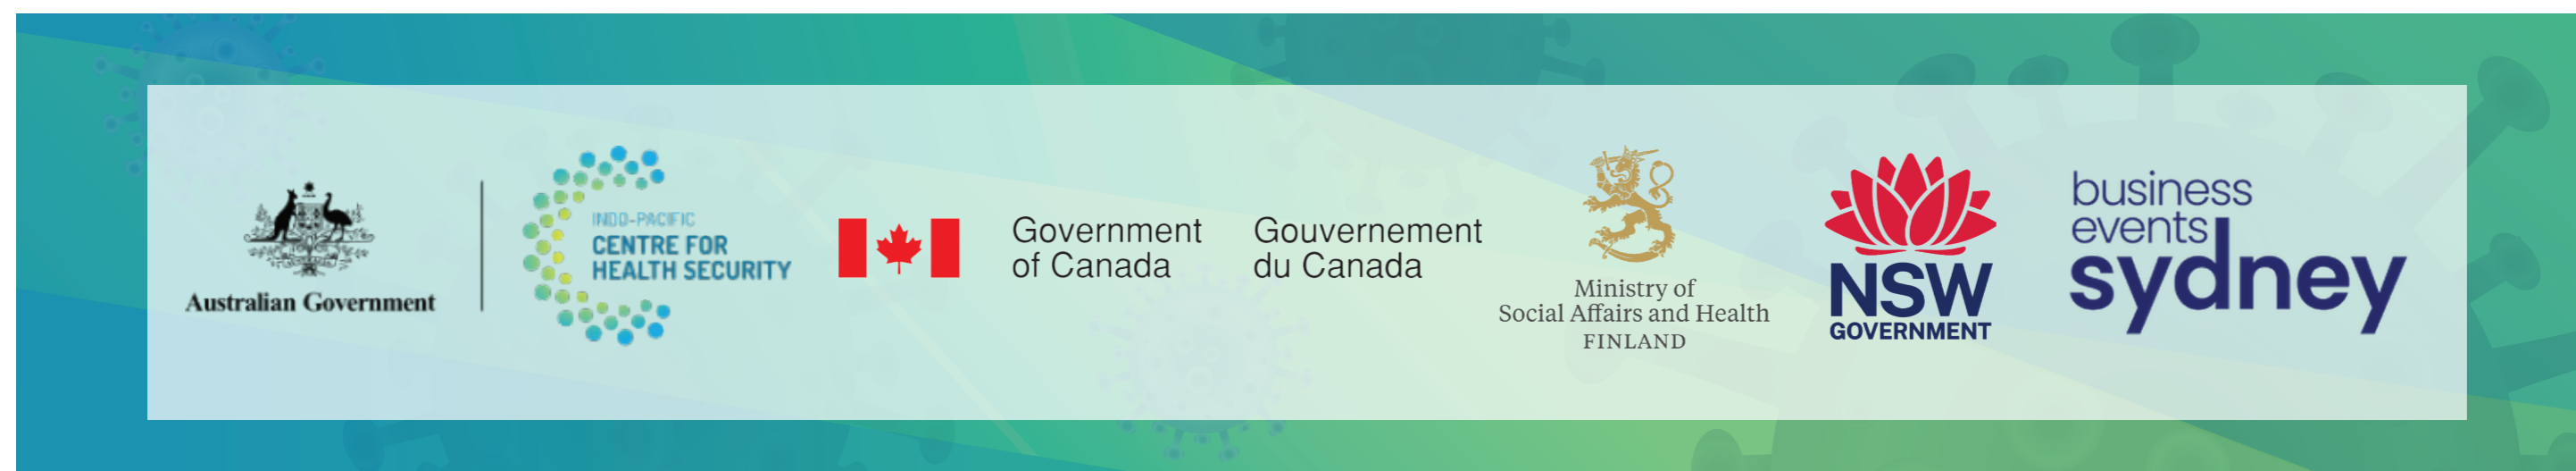 Australian Government
INDO-PACIFIC
CENTRE FOR
HEALTH SECURITY
Government
of Canada
Gouvernement
du Canada
Ministry of
Social Affairs and Health
FINLAND
NSW
GOVERNMENT
business
events
sydney